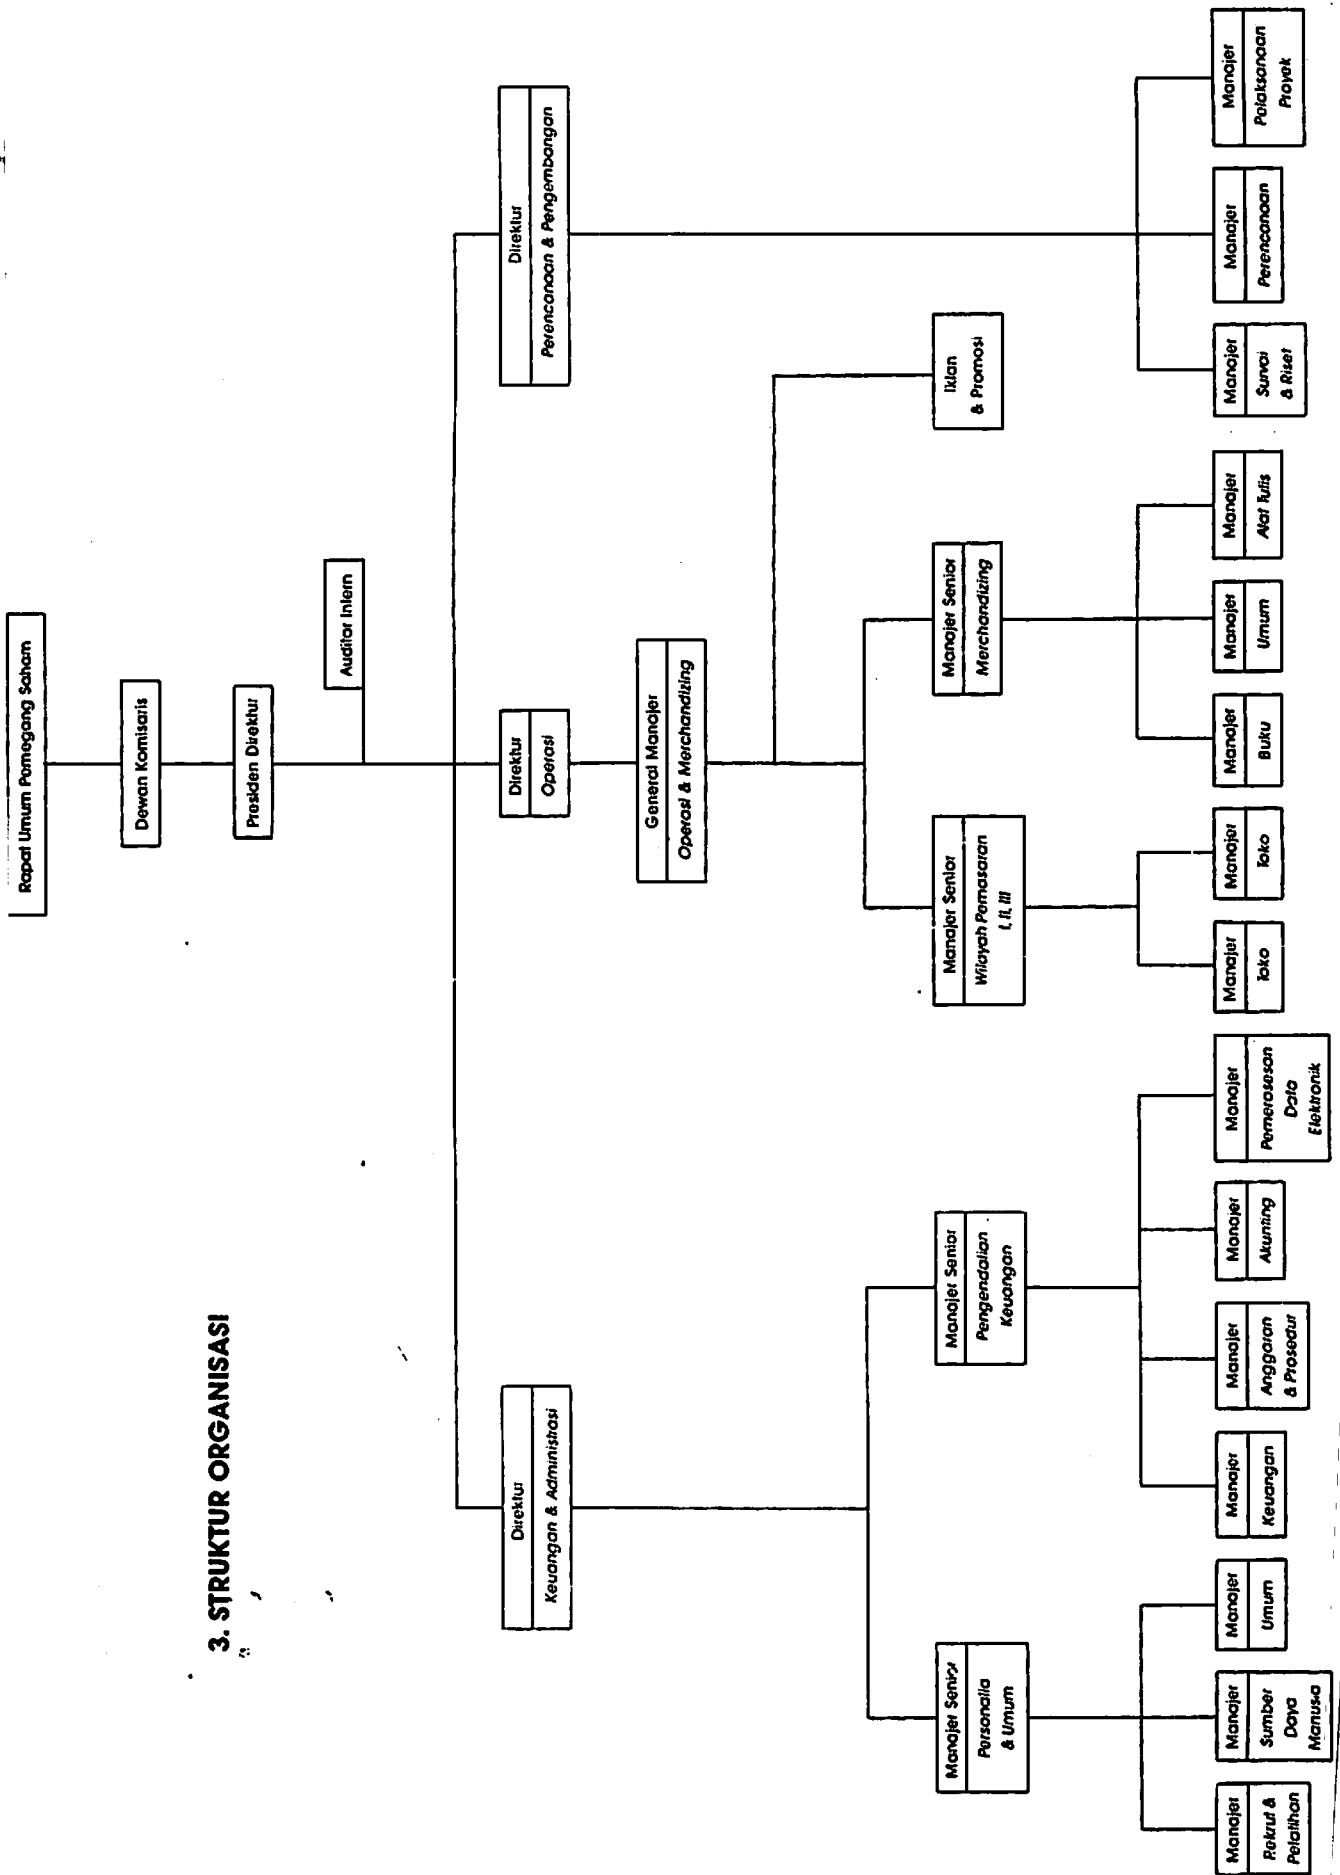 3. STRUKTUR ORGANISASI
Rapat Umum Pemegang Saham
Dewan Komisaris
Presiden Direktur
Auditor Intern
Direktur
Keuangan & Administrasi
Direktur
Operasi
Direktur
Perencanaan & Pengembangan
General Manajer
Operasi & Merchandizing
Manajer Senior
Personalia
& Umum
Manajer Senior
Pengendalian
Keuangan
Manajer Senior
Wilayah Pemasaran
I, II, III
Manajer Senior
Merchandizing
Iklan
& Promosi
Manajer
Rekrut &
Pelatihan
Manajer
Sumber
Daya
Manusia
Manajer
Umum
Manajer
Keuangan
Manajer
Anggaran
& Prosedur
Manajer
Akunting
Manajer
Pemerosesan
Data
Elektronik
Manajer
Toko
Manajer
Toko
Manajer
Buku
Manajer
Umum
Manajer
Alat Tulis
Manajer
Survai
& Riset
Manajer
Perencanaan
Manajer
Pelaksanaan
Proyek